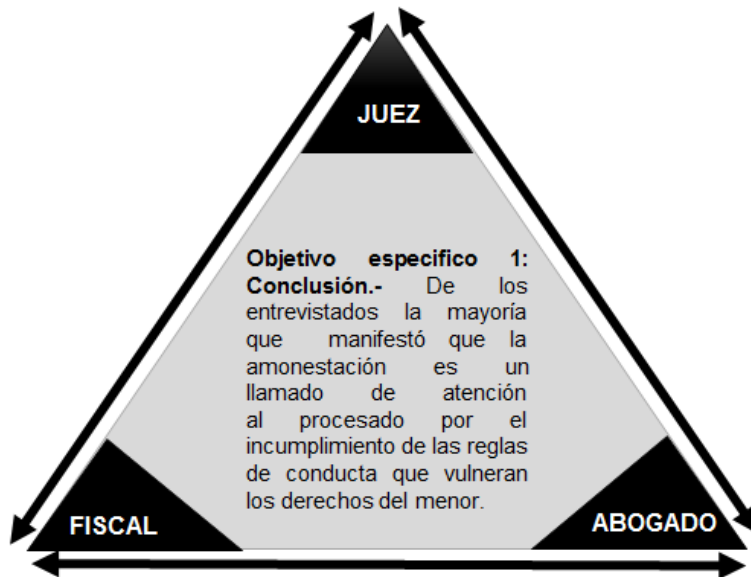 JUEZ
Objetivo especifico 1:
Conclusión.- De los
entrevistados la mayoría
que manifestó que la
amonestación es un
llamado de atención
al procesado por el
incumplimiento de las reglas
de conducta que vulneran
los derechos del menor.
FISCAL
ABOGADO